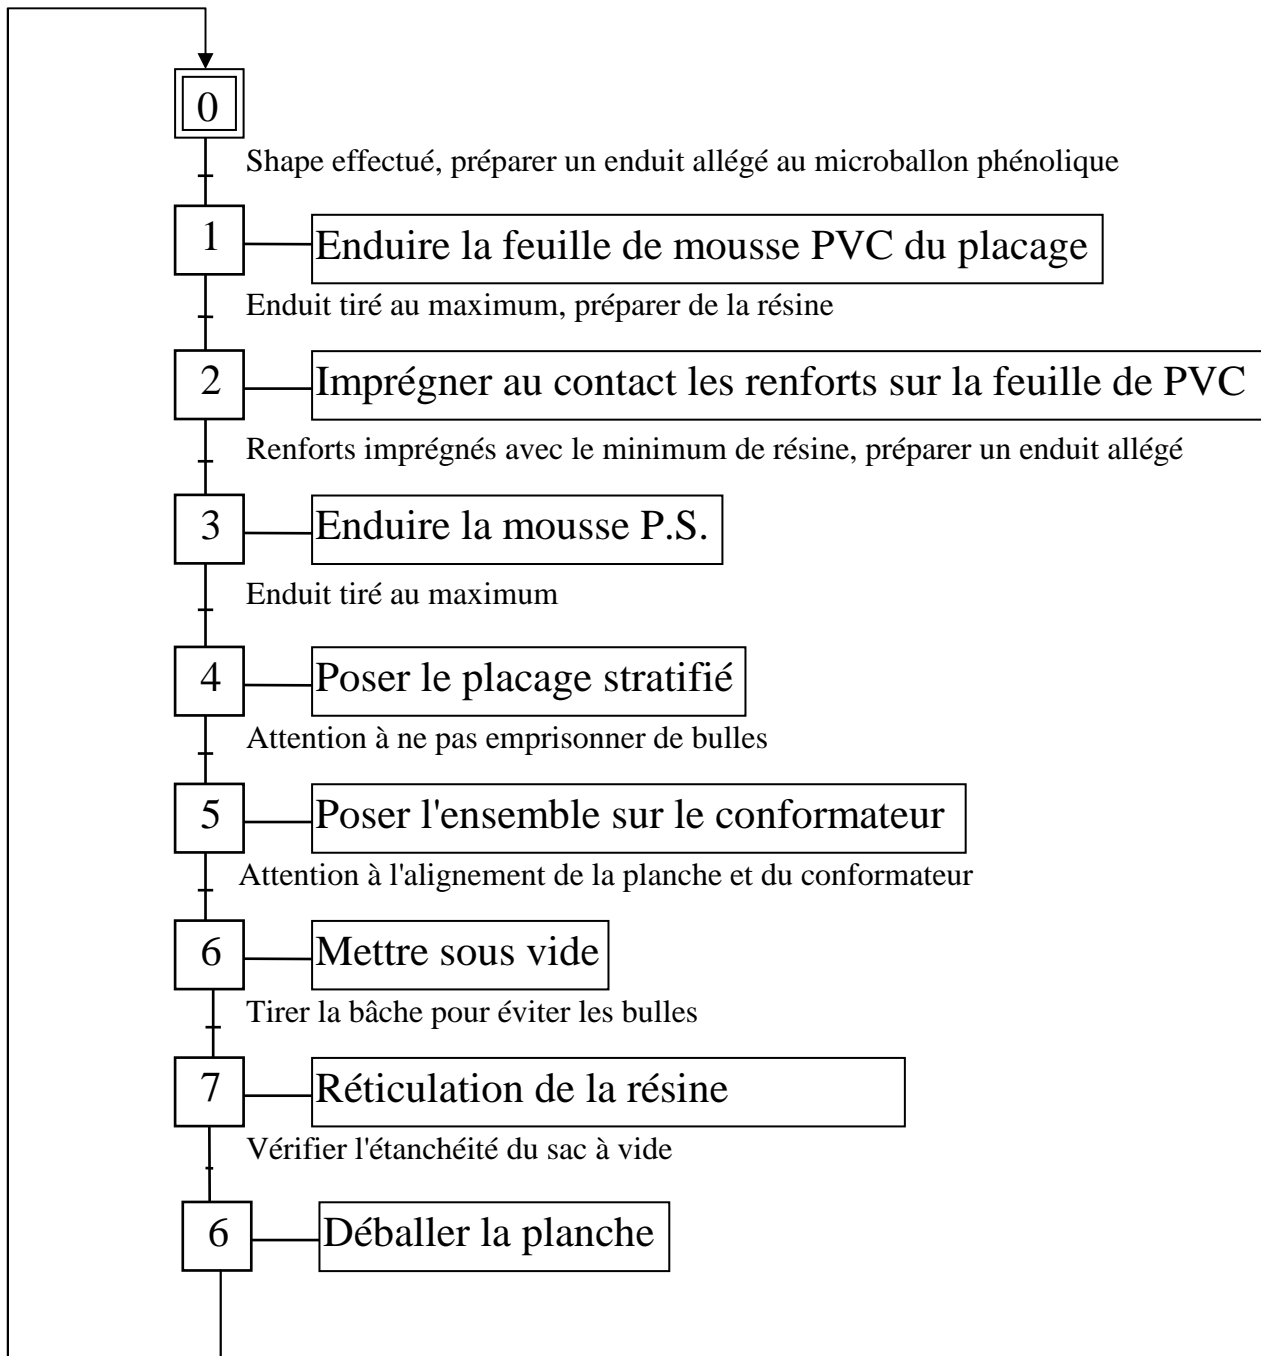 0
Shape effectué, préparer un enduit allégé au microballon phénolique
1 Enduire la feuille de mousse PVC du placage
Enduit tiré au maximum, préparer de la résine
2 Imprégner au contact les renforts sur la feuille de PVC
Renforts imprégnés avec le minimum de résine, préparer un enduit allégé
3 Enduire la mousse P.S.
Enduit tiré au maximum
4 Poser le placage stratifié
Attention à ne pas emprisonner de bulles
5 Poser l'ensemble sur le conformateur
Attention à l'alignement de la planche et du conformateur
6 Mettre sous vide
Tirer la bâche pour éviter les bulles
7 Réticulation de la résine
Vérifier l'étanchéité du sac à vide
6 Déballer la planche